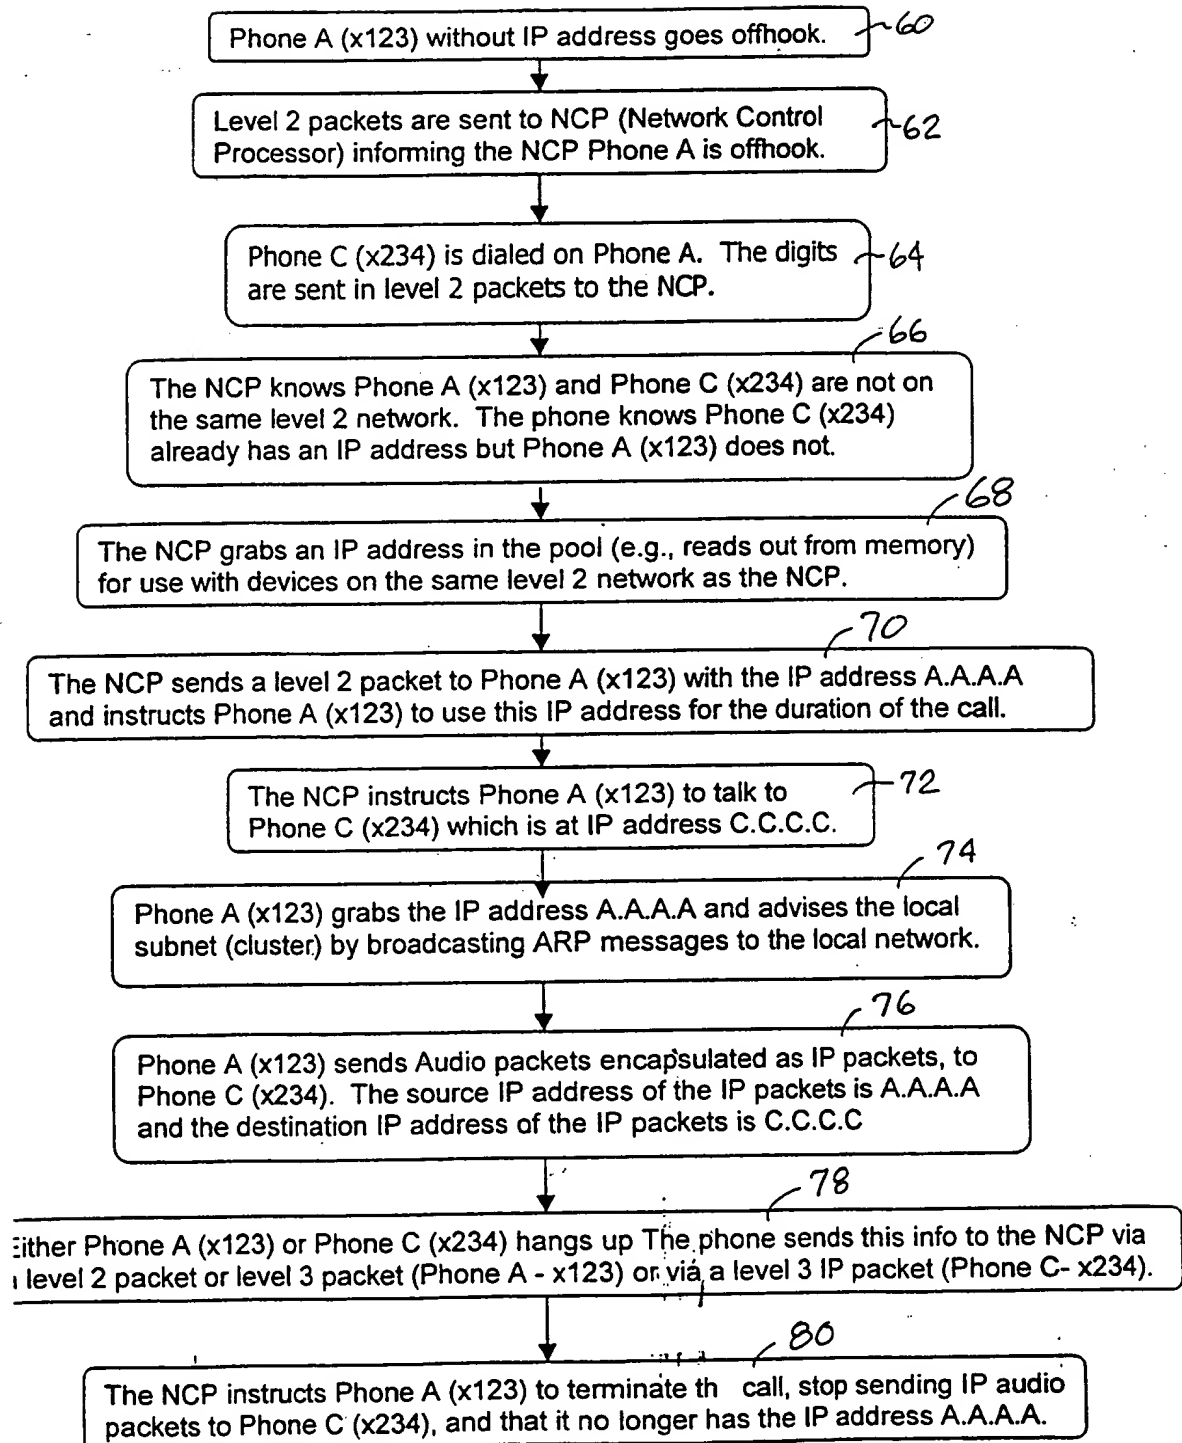 Phone A (x123) without IP address goes offhook.
60
Level 2 packets are sent to NCP (Network Control
Processor) informing the NCP Phone A is offhook.
62
Phone C (x234) is dialed on Phone A. The digits
are sent in level 2 packets to the NCP.
64
66
The NCP knows Phone A (x123) and Phone C (x234) are not on
the same level 2 network. The phone knows Phone C (x234)
already has an IP address but Phone A (x123) does not.
68
The NCP grabs an IP address in the pool (e.g., reads out from memory)
for use with devices on the same level 2 network as the NCP.
70
The NCP sends a level 2 packet to Phone A (x123) with the IP address A.A.A.A
and instructs Phone A (x123) to use this IP address for the duration of the call.
The NCP instructs Phone A (x123) to talk to
72
Phone C (x234) which is at IP address C.C.C.C.
74
Phone A (x123) grabs the IP address A.A.A.A and advises the local
subnet (cluster) by broadcasting ARP messages to the local network.
76
Phone A (x123) sends Audio packets encapsulated as IP packets, to
Phone C (x234). The source IP address of the IP packets is A.A.A.A
and the destination IP address of the IP packets is C.C.C.C
78
Either Phone A (x123) or Phone C (x234) hangs up The phone sends this info to the NCP via
level 2 packet or level 3 packet (Phone A - x123) or via a level 3 IP packet (Phone C- x234).
80
The NCP instructs Phone A (x123) to terminate th call, stop sending IP audio
packets to Phone C (x234), and that it no longer has the IP address A.A.A.A.